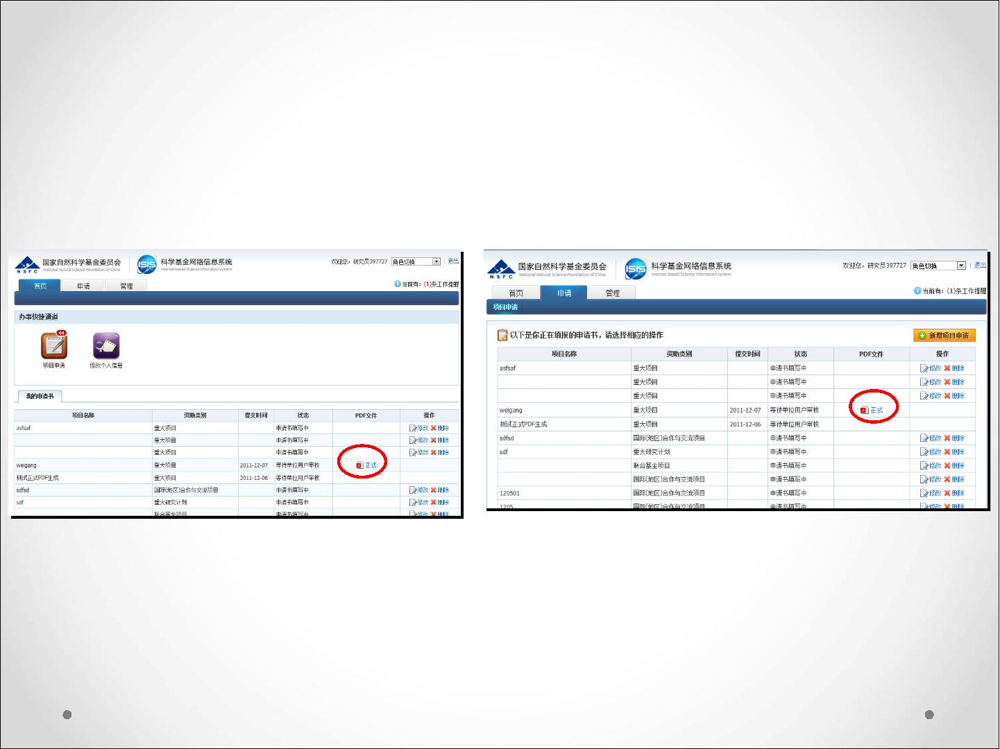 国家自然科学基金委员会
National Natural Science Foundation of China
NSFC
ISIS
科学基金网络信息系统
Internet-based Science Information system
欢迎您，研究员397727 角色切换 | 退出
首页 申请 管理
当前有：(1)条工作提醒
办事快捷通道
44
项目申请 修改个人信息
我的申请书
项目名称 资助类别 提交时间 状态 PDF文件 操作
asfsaf 重大项目 申请书填写中 修改 删除
重大项目 申请书填写中 修改 删除
重大项目 申请书填写中 修改 删除
weigang 重大项目 2011-12-07 等待单位用户审核 正式
测试正式PDF生成 重大项目 2011-12-06 等待单位用户审核
sdfsd 国际(地区)合作与交流项目 申请书填写中 修改 删除
sdf 重大研究计划 申请书填写中 修改 删除
联合基金项目 申请书填写中 修改 删除
国家自然科学基金委员会
National Natural Science Foundation of China
NSFC
ISIS
科学基金网络信息系统
Internet-based Science Information system
欢迎您，研究员397727 角色切换 | 退出
首页 申请 管理
当前有：(1)条工作提醒
项目申请
以下是你正在填报的申请书，请选择相应的操作
新增项目申请
项目名称 资助类别 提交时间 状态 PDF文件 操作
asfsaf 重大项目 申请书填写中 修改 删除
重大项目 申请书填写中 修改 删除
重大项目 申请书填写中 修改 删除
weigang 重大项目 2011-12-07 等待单位用户审核 正式
测试正式PDF生成 重大项目 2011-12-06 等待单位用户审核
sdfsd 国际(地区)合作与交流项目 申请书填写中 修改 删除
sdf 重大研究计划 申请书填写中 修改 删除
联合基金项目 申请书填写中 修改 删除
国际(地区)合作与交流项目 申请书填写中 修改 删除
120501 国际(地区)合作与交流项目 申请书填写中 修改 删除
1205 国际(地区)合作与交流项目 申请书填写中 修改 删除